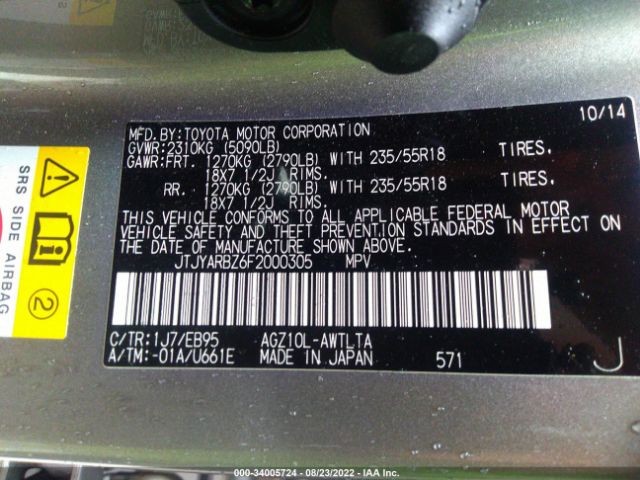 10/14
MFD.BY:TOYOTA MOTOR CORPORATION
GVWR:2310KG (5090LB)
GAWR:FRT. 1270KG (2790LB) WITH 235/55R18 TIRES.
18X7 1/2J RIMS.
RR. 1270KG (2790LB) WITH 235/55R18 TIRES.
18X7 1/2J RIMS.
THIS VEHICLE CONFORMS TO ALL APPLICABLE FEDERAL MOTOR
VEHICLE SAFETY AND THEFT PREVENTION STANDARDS IN EFFECT ON
THE DATE OF MANUFACTURE SHOWN ABOVE.
JTJYARBZ6F2000305 MPV
C/TR:1J7/EB95 AGZ10L-AWTLTA
A/TM:-01A/U661E MADE IN JAPAN 571
J
SRS SIDE AIRBAG
2
000-34005724 - 08/23/2022 - IAA Inc.